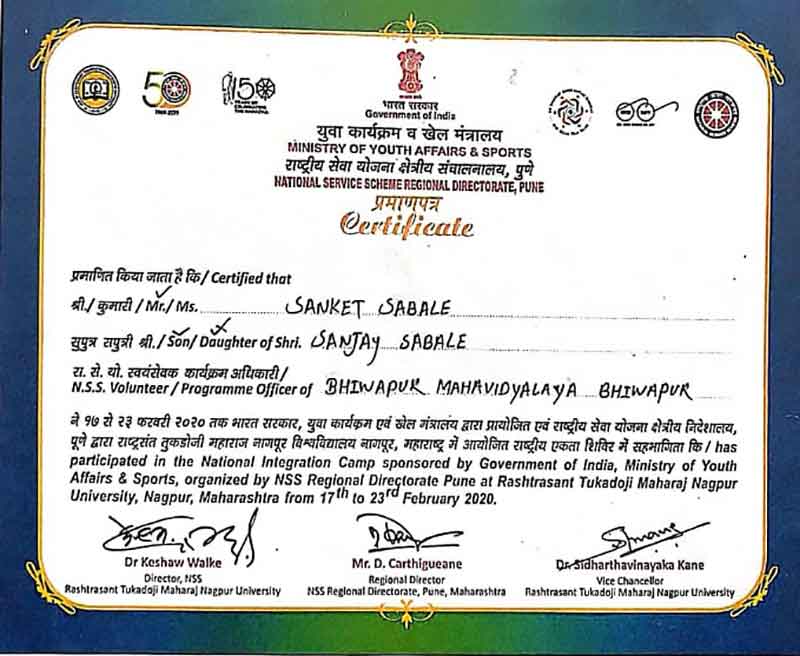 50
150
भारत सरकार
Government of India
युवा कार्यक्रम व खेल मंत्रालय
MINISTRY OF YOUTH AFFAIRS & SPORTS
राष्ट्रीय सेवा योजना क्षेत्रीय संचालनालय, पुणे
NATIONAL SERVICE SCHEME REGIONAL DIRECTORATE, PUNE
प्रमाणपत्र
Certificate
प्रमाणित किया जाता है कि/ Certified that
श्री./ कुमारी / Mr./ Ms. SANKET SABALE
सुपुत्र सपुत्री श्री./Son/ Daughter of Shri. SANJAY SABALE
रा. से. यो. स्वयंसेवक कार्यक्रम अधिकारी/
N.S.S. Volunteer / Programme Officer of BHIWAPUR MAHAVIDYALAYA BHIWAPUR
ने १७ से २३ फरवरी २०२० तक भारत सरकार, युवा कार्यक्रम एवं खेल मंत्रालय द्वारा प्रायोजित एवं राष्ट्रीय सेवा योजना क्षेत्रीय निदेशालय,
पूणे द्वारा राष्ट्रसंत तुकडोजी महाराज नागपूर विश्वविद्यालय नागपूर, महाराष्ट्र में आयोजित राष्ट्रीय एकता शिविर में सहभागिता कि / has
participated in the National Integration Camp sponsored by Government of India, Ministry of Youth
Affairs & Sports, organized by NSS Regional Directorate Pune at Rashtrasant Tukadoji Maharaj Nagpur
University, Nagpur, Maharashtra from 17th to 23rd February 2020.
Dr Keshaw Walke
Director, NSS
Rashtrasant Tukadoji Maharaj Nagpur University
Mr. D. Carthigueane
Regional Director
NSS Regional Directorate, Pune, Maharashtra
Dr. Sidharthavinayaka Kane
Vice Chancellor
Rashtrasant Tukadoji Maharaj Nagpur University